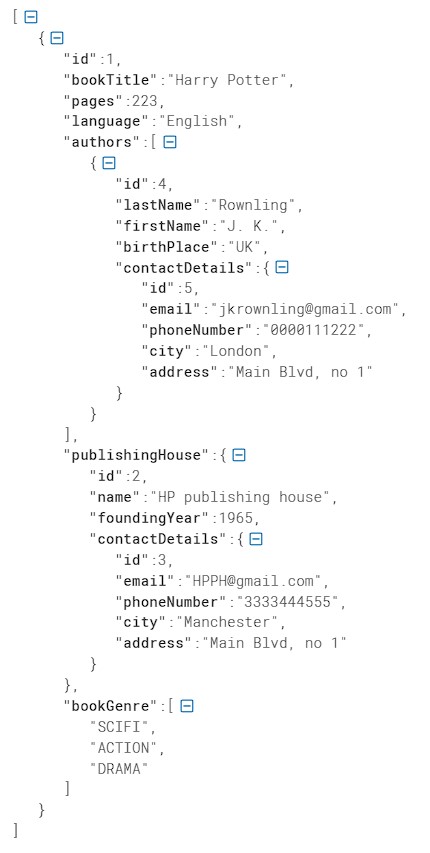 [
{
"id":1,
"bookTitle":"Harry Potter",
"pages":223,
"language":"English",
"authors":[
{
"id":4,
"lastName":"Rownling",
"firstName":"J. K.",
"birthPlace":"UK",
"contactDetails":{
"id":5,
"email":"jkrownling@gmail.com",
"phoneNumber":"0000111222",
"city":"London",
"address":"Main Blvd, no 1"
}
}
],
"publishingHouse":{
"id":2,
"name":"HP publishing house",
"foundingYear":1965,
"contactDetails":{
"id":3,
"email":"HPPH@gmail.com",
"phoneNumber":"3333444555",
"city":"Manchester",
"address":"Main Blvd, no 1"
}
},
"bookGenre":[
"SCIFI",
"ACTION",
"DRAMA"
]
}
]